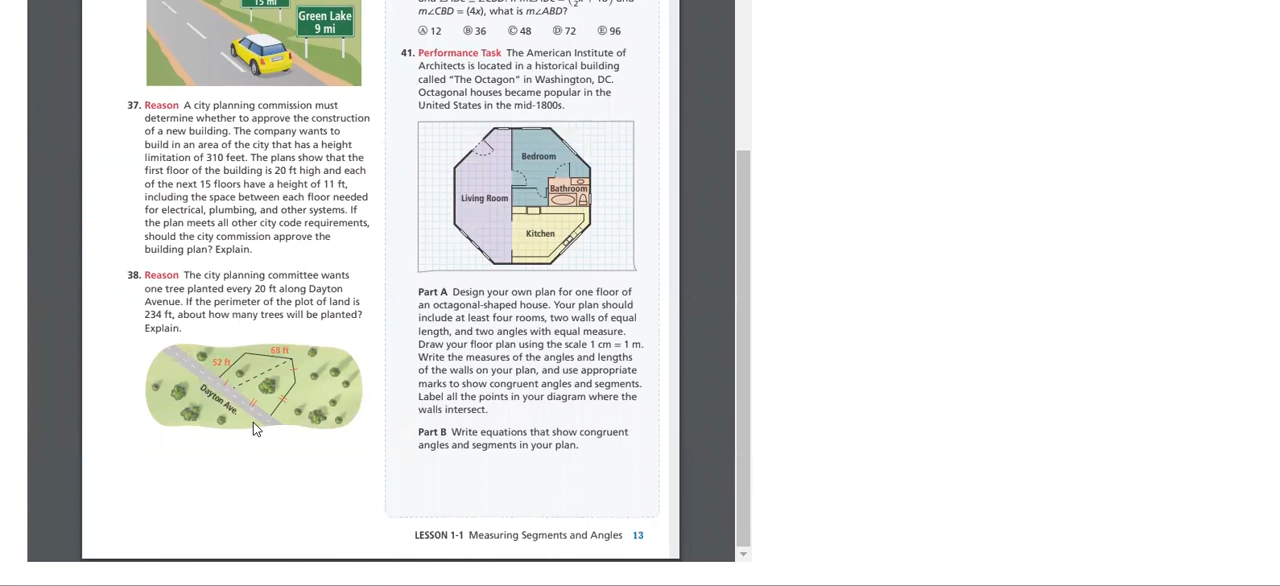 15 mi
Green Lake
9 mi
37. Reason A city planning commission must
determine whether to approve the construction
of a new building. The company wants to
build in an area of the city that has a height
limitation of 310 feet. The plans show that the
first floor of the building is 20 ft high and each
of the next 15 floors have a height of 11 ft,
including the space between each floor needed
for electrical, plumbing, and other systems. If
the plan meets all other city code requirements,
should the city commission approve the
building plan? Explain.
38. Reason The city planning committee wants
one tree planted every 20 ft along Dayton
Avenue. If the perimeter of the plot of land is
234 ft, about how many trees will be planted?
Explain.
68 ft
52 ft
Dayton Ave.
m∠CBD = (4x), what is m∠ABD?
Ⓐ 12 Ⓑ 36 Ⓒ 48 Ⓓ 72 Ⓔ 96
41. Performance Task The American Institute of
Architects is located in a historical building
called "The Octagon" in Washington, DC.
Octagonal houses became popular in the
United States in the mid-1800s.
Bedroom
Bathroom
Living Room
Kitchen
Part A Design your own plan for one floor of
an octagonal-shaped house. Your plan should
include at least four rooms, two walls of equal
length, and two angles with equal measure.
Draw your floor plan using the scale 1 cm = 1 m.
Write the measures of the angles and lengths
of the walls on your plan, and use appropriate
marks to show congruent angles and segments.
Label all the points in your diagram where the
walls intersect.
Part B Write equations that show congruent
angles and segments in your plan.
LESSON 1-1 Measuring Segments and Angles 13